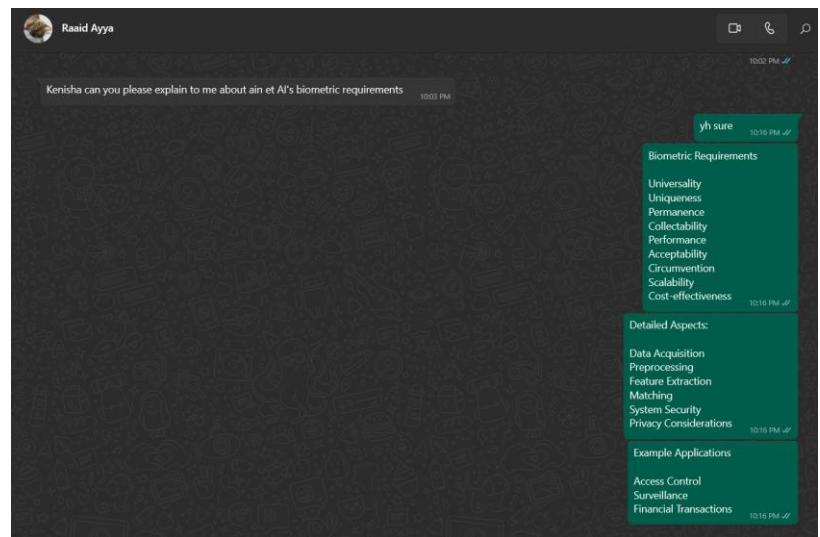 Raaid Ayya
10:02 PM
Kenisha can you please explain to me about ain et Al's biometric requirements
10:03 PM
yh sure
10:16 PM
Biometric Requirements
Universality
Uniqueness
Permanence
Collectability
Performance
Acceptability
Circumvention
Scalability
Cost-effectiveness
10:16 PM
Detailed Aspects:
Data Acquisition
Preprocessing
Feature Extraction
Matching
System Security
Privacy Considerations
10:16 PM
Example Applications
Access Control
Surveillance
Financial Transactions
10:16 PM